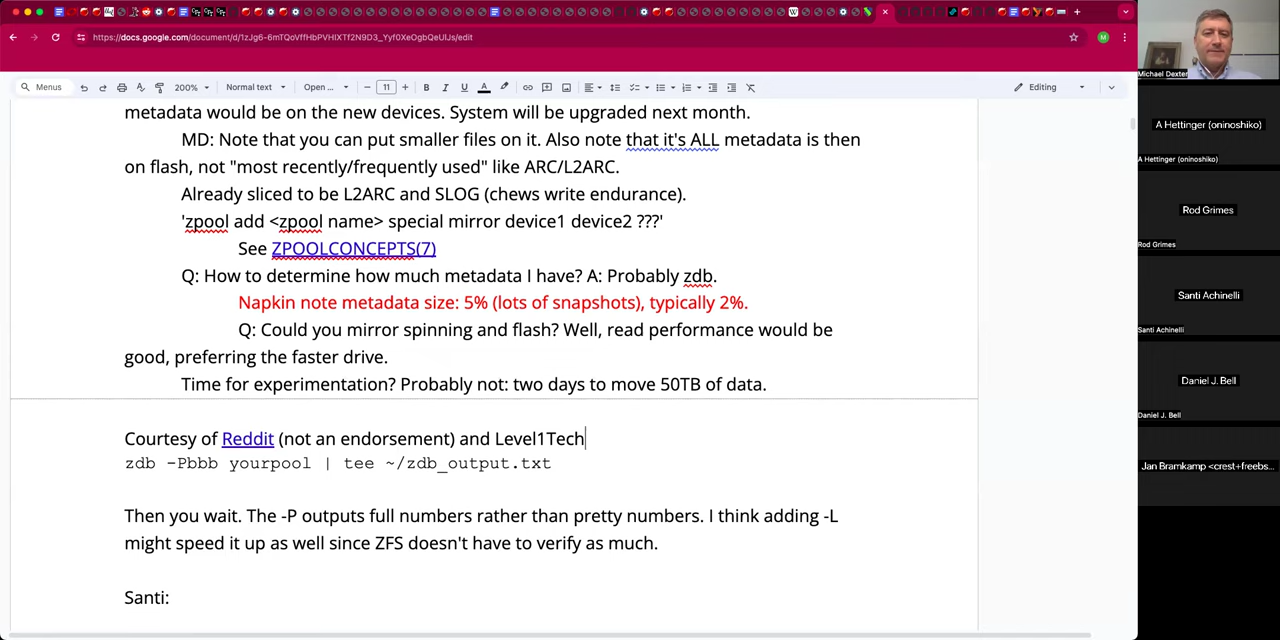 https://docs.google.com/document/d/1zJg6-6mTQoVffHbPVHIXTf2N9D3_Yyf0XeOgbQeUIJs/edit
M
Menus
200%
Normal text
Open ...
11
Editing
metadata would be on the new devices. System will be upgraded next month.
MD: Note that you can put smaller files on it. Also note that it's ALL metadata is then
on flash, not "most recently/frequently used" like ARC/L2ARC.
Already sliced to be L2ARC and SLOG (chews write endurance).
'zpool add <zpool name> special mirror device1 device2 ???'
See ZPOOLCONCEPTS(7)
Q: How to determine how much metadata I have? A: Probably zdb.
Napkin note metadata size: 5% (lots of snapshots), typically 2%.
Q: Could you mirror spinning and flash? Well, read performance would be
good, preferring the faster drive.
Time for experimentation? Probably not: two days to move 50TB of data.
Courtesy of Reddit (not an endorsement) and Level1Tech
zdb -Pbbb yourpool | tee ~/zdb_output.txt
Then you wait. The -P outputs full numbers rather than pretty numbers. I think adding -L
might speed it up as well since ZFS doesn't have to verify as much.
Santi:
Michael Dexter
A Hettinger (oninoshiko)
A Hettinger (oninoshiko)
Rod Grimes
Rod Grimes
Santi Achinelli
Santi Achinelli
Daniel J. Bell
Daniel J. Bell
Jan Bramkamp <crest+freebs...